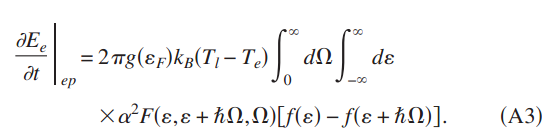 ∂E_e/∂t|_ep = 2πg(ε_F)k_B(T_l − T_e) ∫_0^∞ dΩ ∫_{−∞}^∞ dε
× α²F(ε,ε + ℏΩ,Ω)[f(ε) − f(ε + ℏΩ)]. (A3)